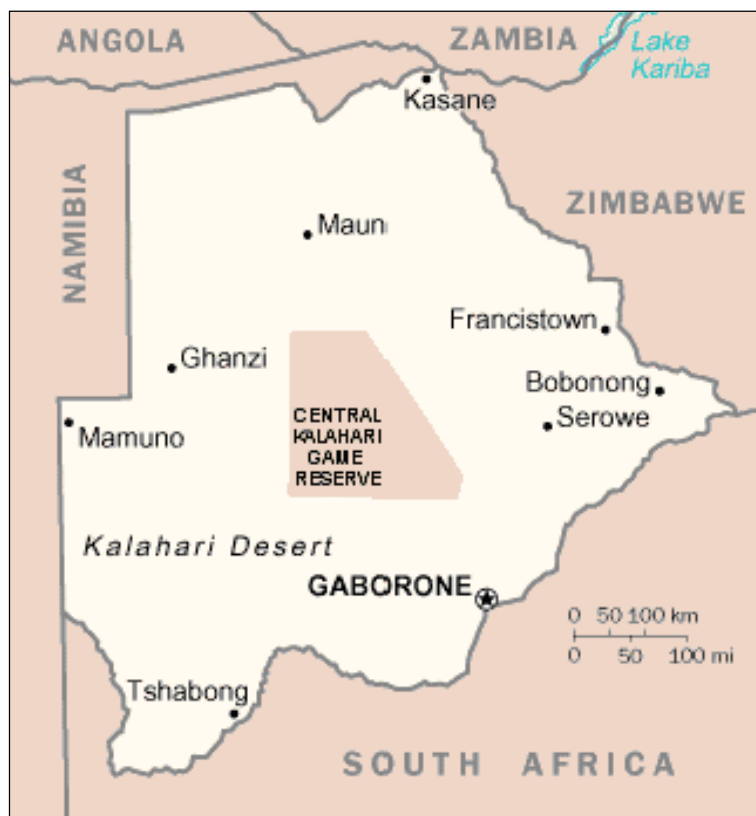 ANGOLA
ZAMBIA
Lake
Kariba
Kasane
NAMIBIA
ZIMBABWE
Maun
Francistown
Ghanzi
Bobonong
Serowe
Mamuno
CENTRAL
KALAHARI
GAME
RESERVE
Kalahari Desert
GABORONE
0 50 100 km
0 50 100 mi
Tshabong
SOUTH AFRICA